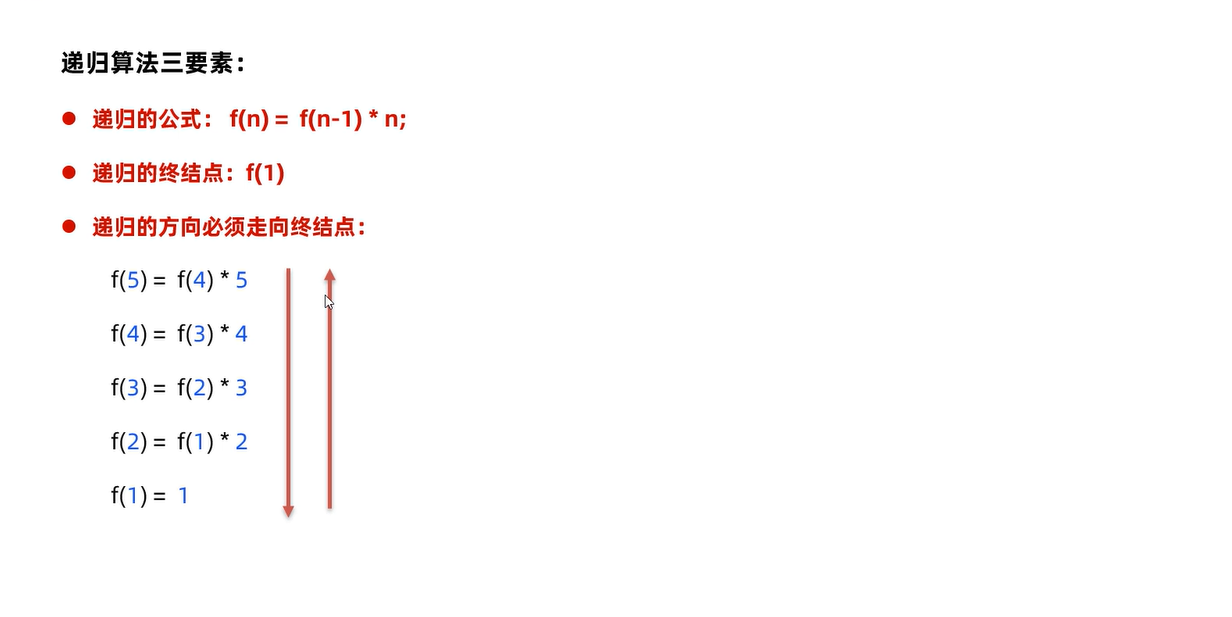 递归算法三要素：
● 递归的公式： f(n) = f(n-1) * n;
● 递归的终结点：f(1)
● 递归的方向必须走向终结点：
f(5) = f(4) * 5
f(4) = f(3) * 4
f(3) = f(2) * 3
f(2) = f(1) * 2
f(1) = 1